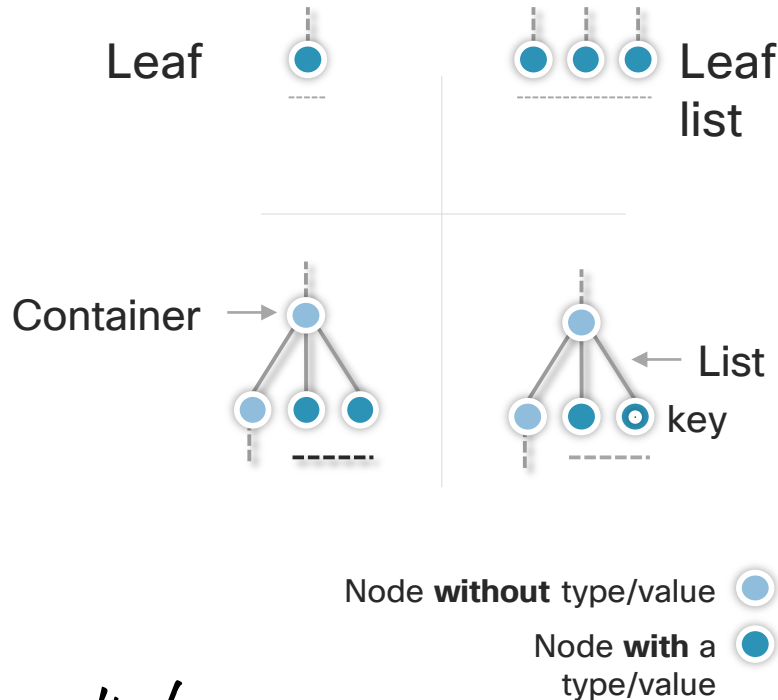 Leaf
Leaf
list
Container
List
key
Node without type/value
Node with a
type/value